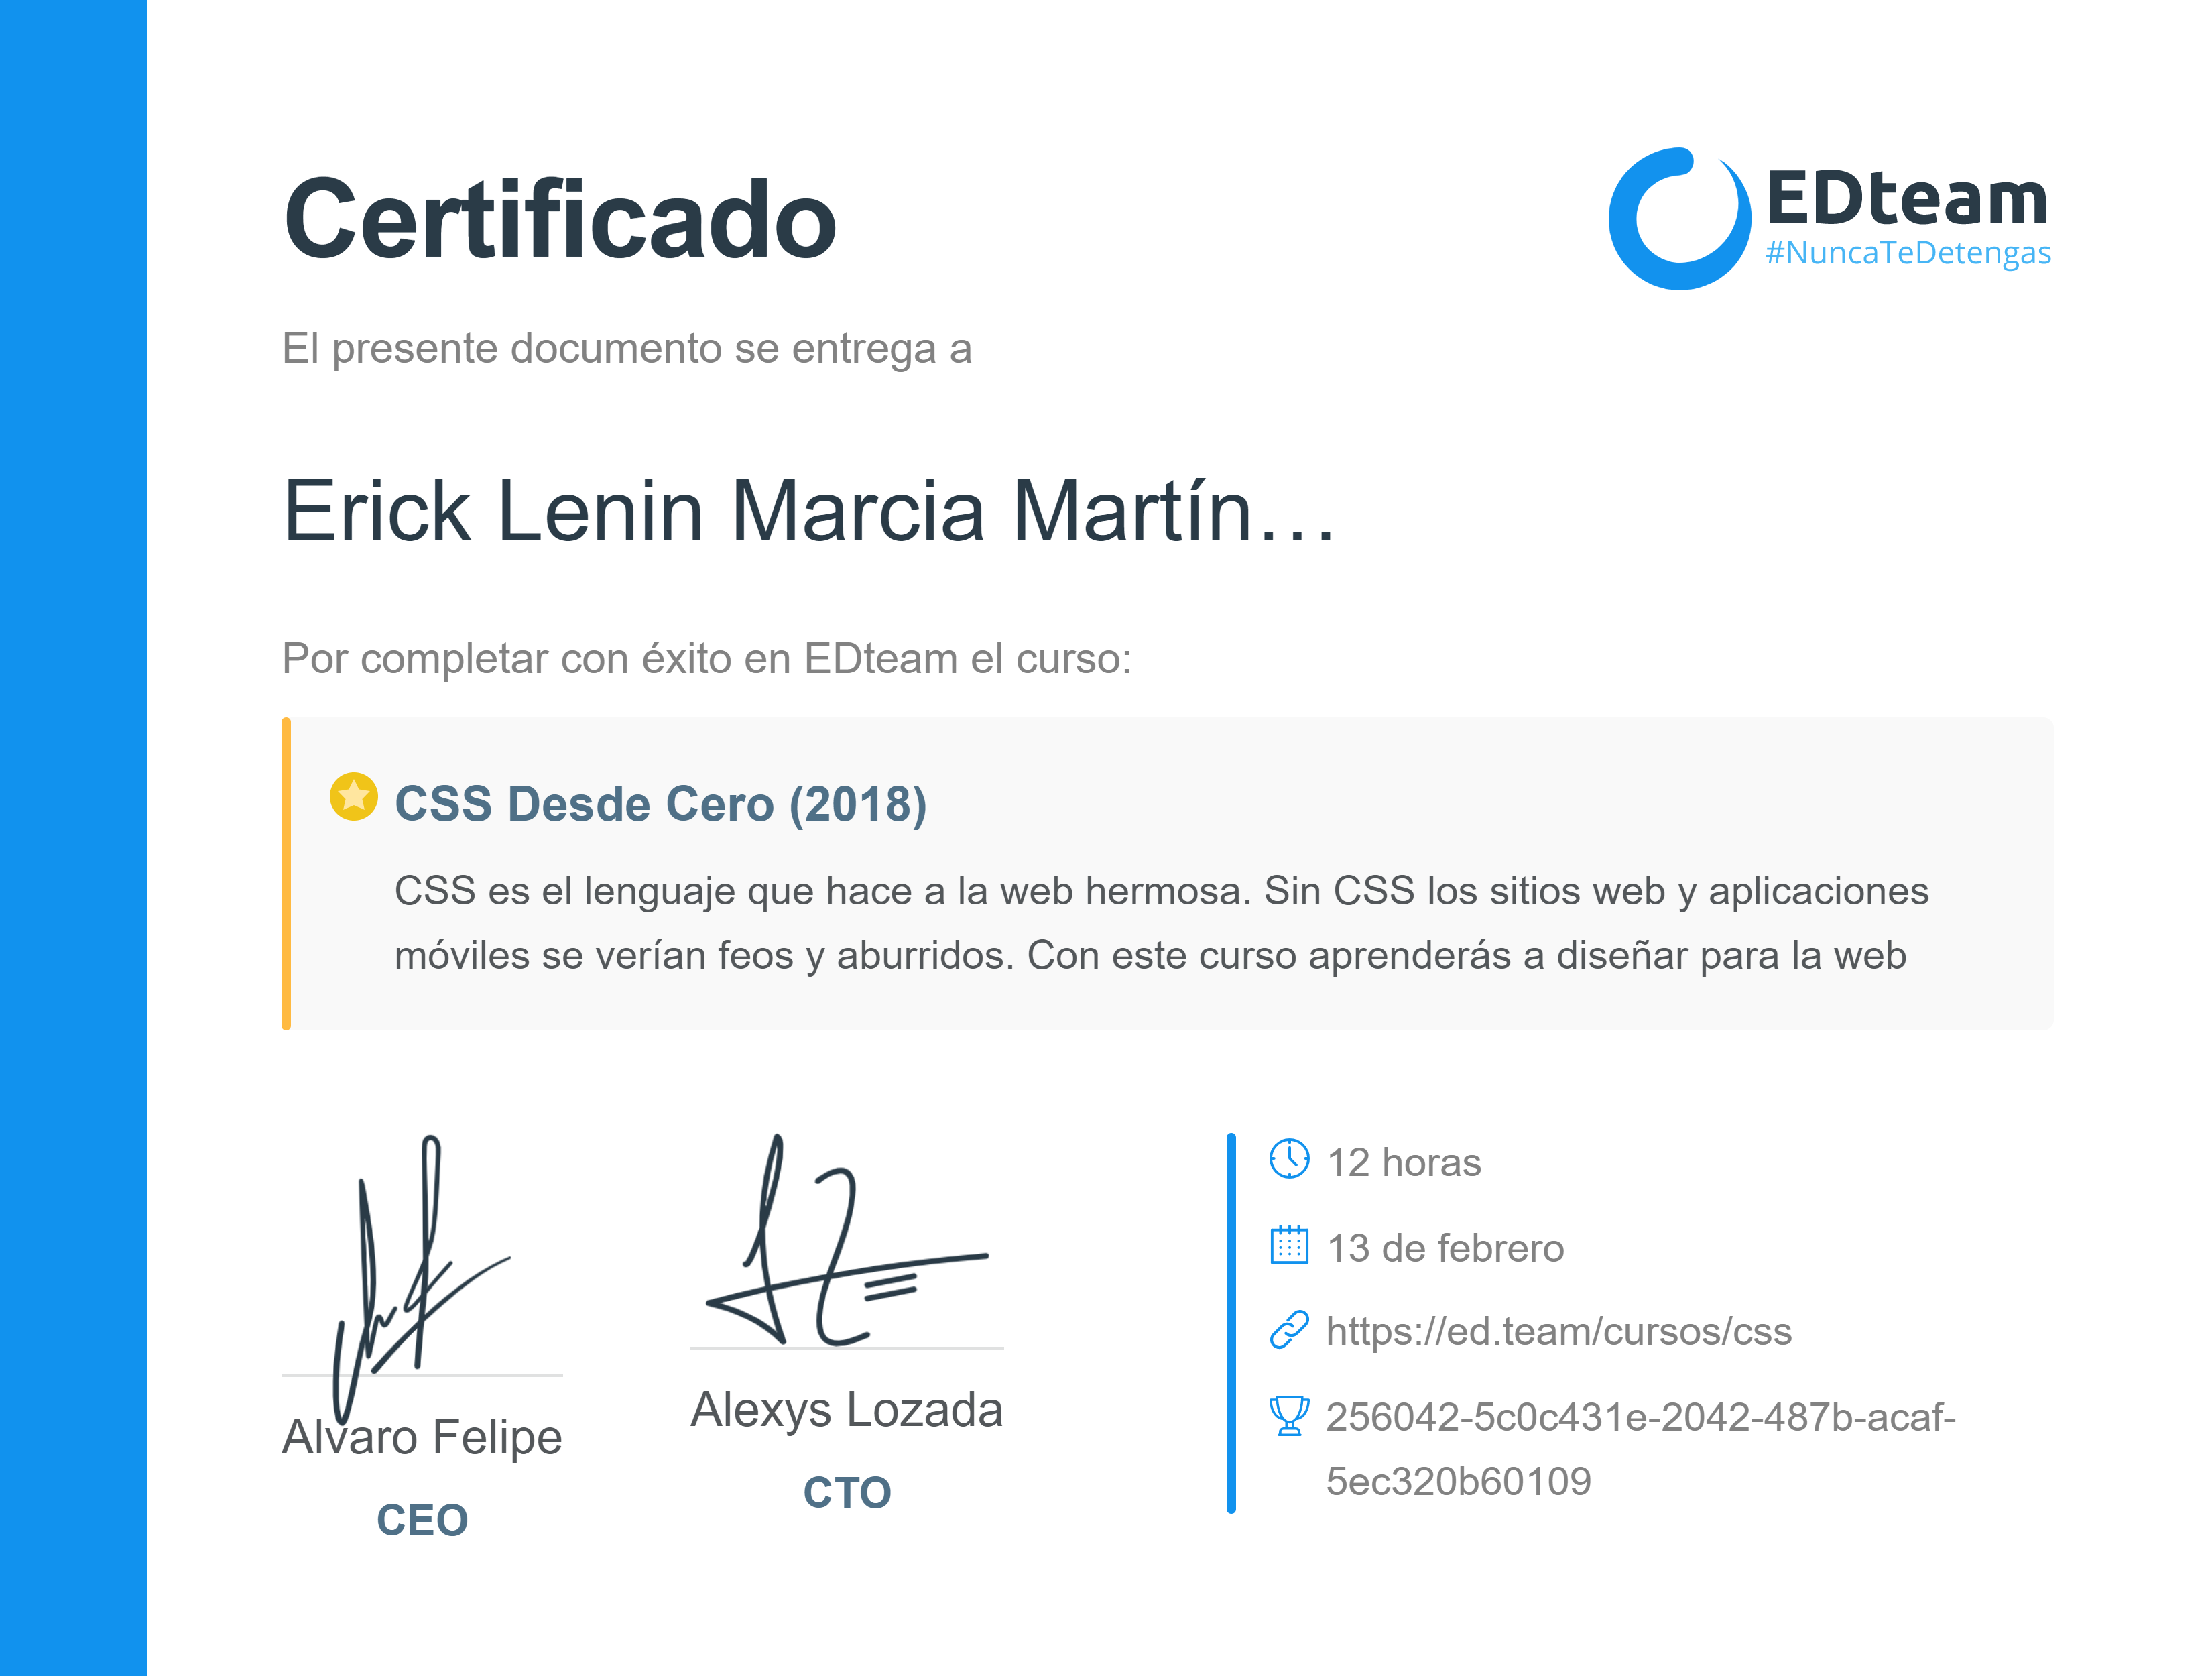 Certificado
EDteam
#NuncaTeDetengas
El presente documento se entrega a
Erick Lenin Marcia Martín…
Por completar con éxito en EDteam el curso:
CSS Desde Cero (2018)
CSS es el lenguaje que hace a la web hermosa. Sin CSS los sitios web y aplicaciones
móviles se verían feos y aburridos. Con este curso aprenderás a diseñar para la web
Alvaro Felipe
CEO
Alexys Lozada
CTO
12 horas
13 de febrero
https://ed.team/cursos/css
256042-5c0c431e-2042-487b-acaf-
5ec320b60109